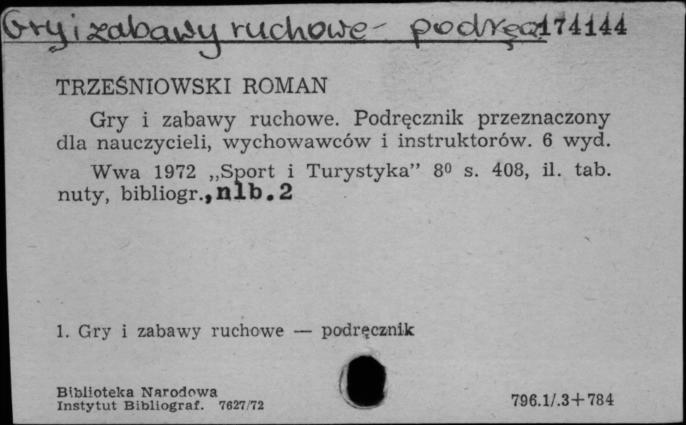 Gry i zabawy ruchowe - podręcz 174144
TRZEŚNIOWSKI ROMAN
Gry i zabawy ruchowe. Podręcznik przeznaczony
dla nauczycieli, wychowawców i instruktorów. 6 wyd.
Wwa 1972 „Sport i Turystyka” 8⁰ s. 408, il. tab.
nuty, bibliogr., nlb. 2
1. Gry i zabawy ruchowe — podręcznik
Biblioteka Narodowa
Instytut Bibliograf. 7627/72
796.1/.3+784